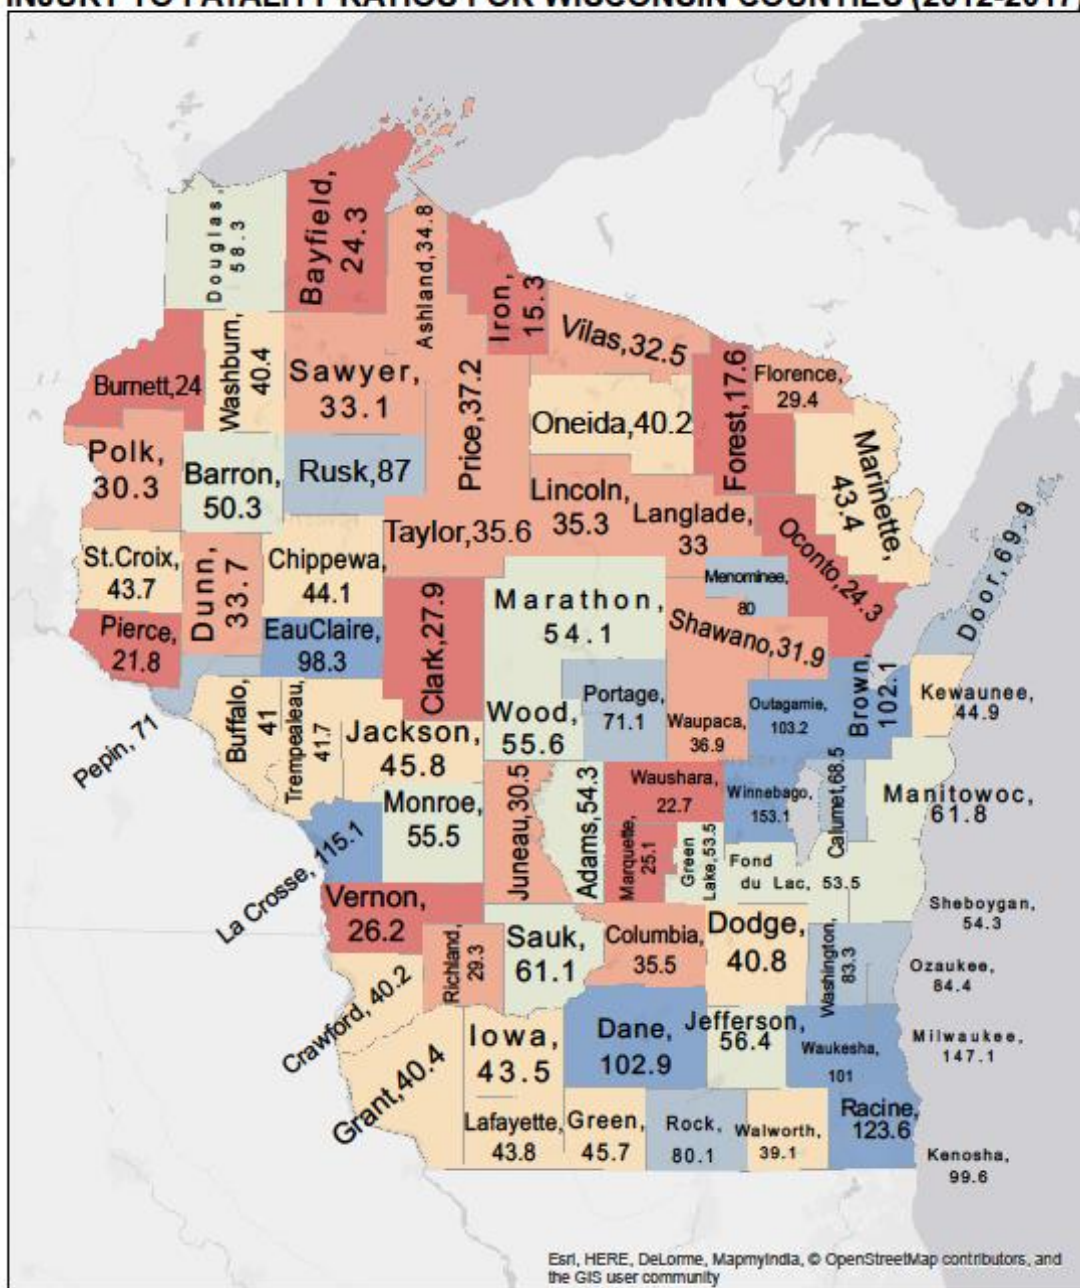 INJURY TO FATALITY RATIOS FOR WISCONSIN COUNTIES (2012-2017)
Douglas,
58.3
Bayfield,
24.3
Ashland,34.8
Iron,
15.3
Vilas,32.5
Burnett,24
Washburn,
40.4
Sawyer,
33.1
Price,37.2
Oneida,40.2
Forest,17.6
Florence,
29.4
Marinette,
43.4
Polk,
30.3
Barron,
50.3
Rusk,87
Taylor,35.6
Lincoln,
35.3
Langlade,
33
Oconto,24.3
Door,69.9
St.Croix,
43.7
Dunn,
33.7
Chippewa,
44.1
Menominee,
80
Pierce,
21.8
EauClaire,
98.3
Clark,27.9
Marathon,
54.1
Shawano,31.9
Pepin, 71
Buffalo,
41
Trempealeau,
41.7
Jackson,
45.8
Wood,
55.6
Portage,
71.1
Waupaca,
36.9
Outagamie,
103.2
Brown,
102.1
Kewaunee,
44.9
La Crosse, 115.1
Monroe,
55.5
Juneau,30.5
Adams,54.3
Waushara,
22.7
Marquette,
25.1
Green
Lake,53.5
Winnebago,
153.1
Calumet,68.5
Manitowoc,
61.8
Fond
du Lac, 53.5
Sheboygan,
54.3
Vernon,
26.2
Richland,
29.3
Sauk,
61.1
Columbia,
35.5
Dodge,
40.8
Washington,
83.3
Ozaukee,
84.4
Crawford, 40.2
Grant,40.4
Iowa,
43.5
Dane,
102.9
Jefferson,
56.4
Waukesha,
101
Milwaukee,
147.1
Lafayette,
43.8
Green,
45.7
Rock,
80.1
Walworth,
39.1
Racine,
123.6
Kenosha,
99.6
Esri, HERE, DeLorme, MapmyIndia, © OpenStreetMap contributors, and
the GIS user community